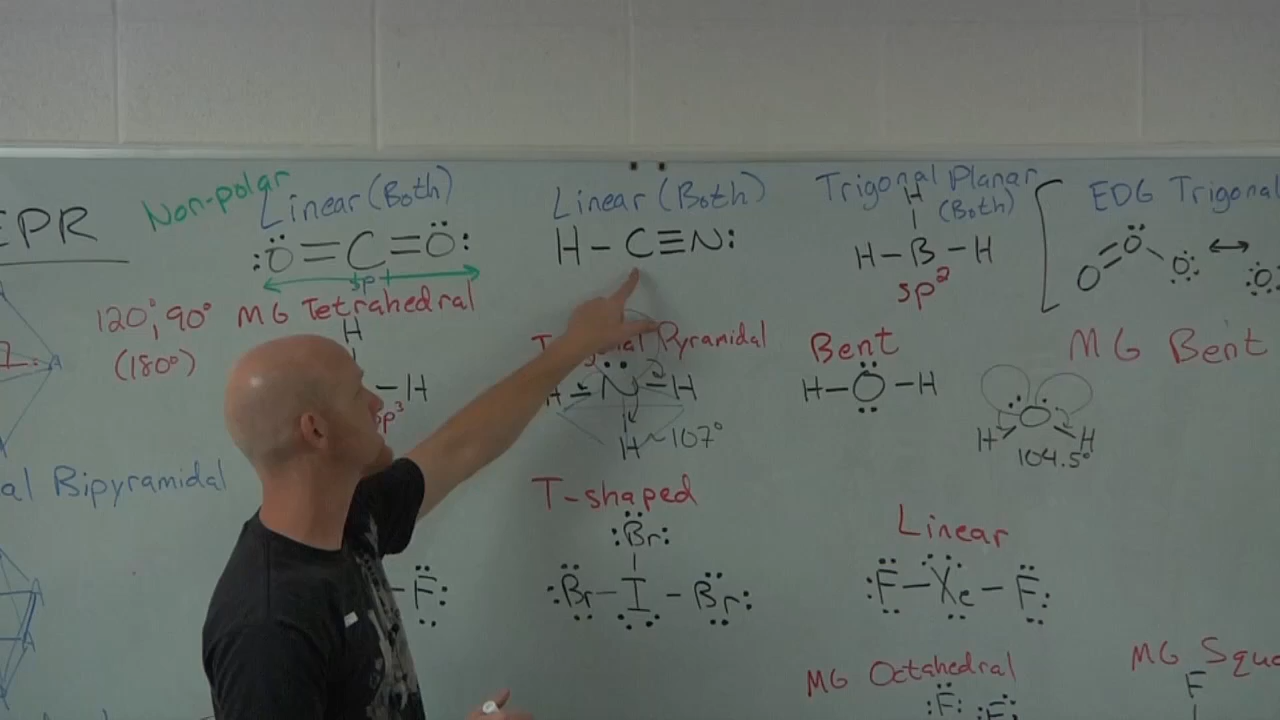 Non-polar
Linear (Both)
:Ö=C=Ö:
sp
Linear (Both)
H-C≡N:
Trigonal Planar
(Both)
H
H-B-H
sp²
EDG Trigonal
O=Ö-O: ↔ :O
120°, 90°
(180°)
MG Tetrahedral
H
-H
sp³
Pyramidal
H-N-H
H
~107°
Bent
H-O-H
MG Bent
O
H H
104.5°
al Bipyramidal
T-shaped
:Br:
:Br-I-Br:
Linear
:F-Xe-F:
-F:
MG Octahedral
:F: :F:
MG Squa
F
A
A